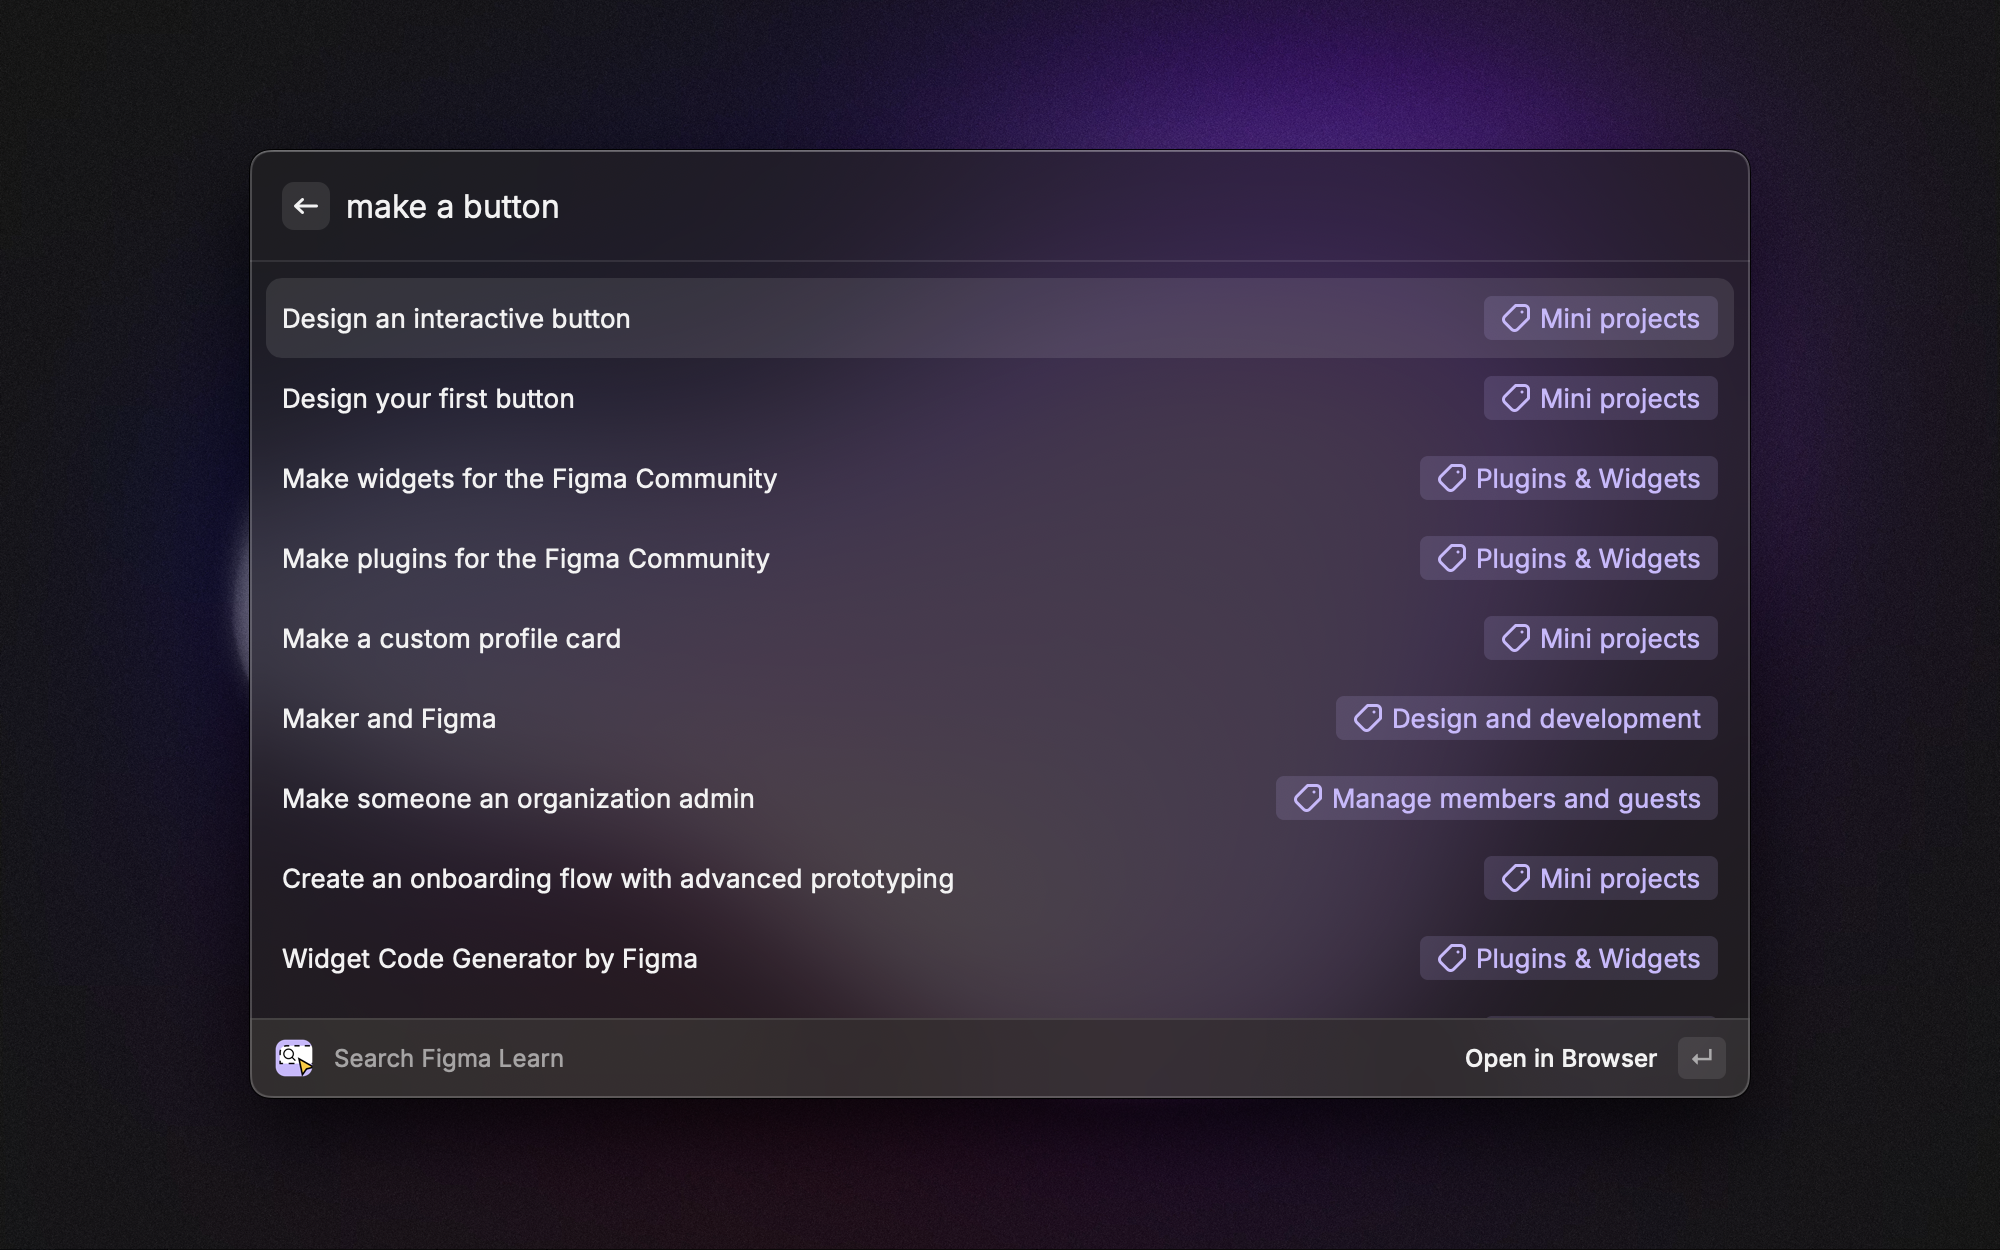 make a button
Design an interactive button
Mini projects
Design your first button
Mini projects
Make widgets for the Figma Community
Plugins & Widgets
Make plugins for the Figma Community
Plugins & Widgets
Make a custom profile card
Mini projects
Maker and Figma
Design and development
Make someone an organization admin
Manage members and guests
Create an onboarding flow with advanced prototyping
Mini projects
Widget Code Generator by Figma
Plugins & Widgets
Search Figma Learn
Open in Browser